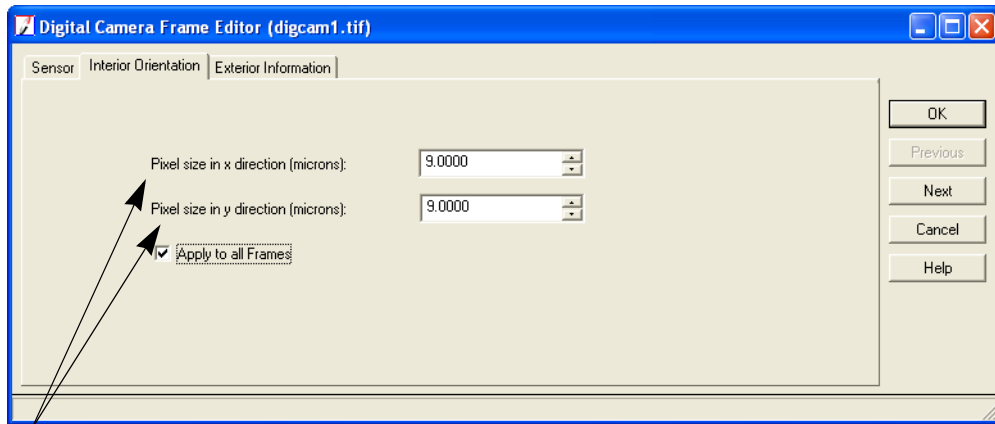 Digital Camera Frame Editor (digcam1.tif)
Sensor Interior Orientation Exterior Information
Pixel size in x direction (microns): 9.0000
Pixel size in y direction (microns): 9.0000
Apply to all Frames
OK
Previous
Next
Cancel
Help